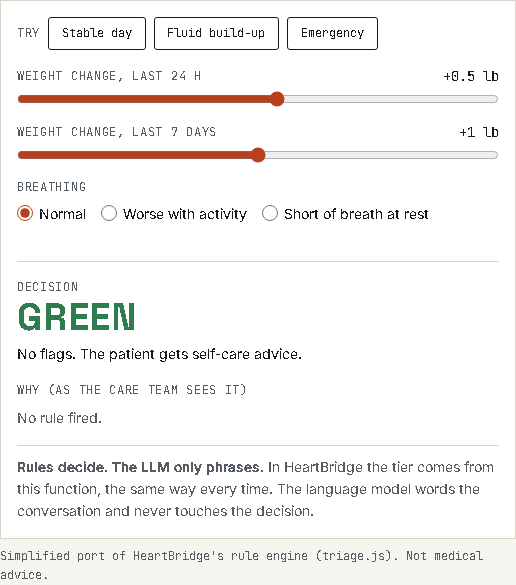 TRY Stable day Fluid build-up Emergency
WEIGHT CHANGE, LAST 24 H +0.5 lb
WEIGHT CHANGE, LAST 7 DAYS +1 lb
BREATHING
Normal Worse with activity Short of breath at rest
DECISION
GREEN
No flags. The patient gets self-care advice.
WHY (AS THE CARE TEAM SEES IT)
No rule fired.
Rules decide. The LLM only phrases. In HeartBridge the tier comes from
this function, the same way every time. The language model words the
conversation and never touches the decision.
Simplified port of HeartBridge's rule engine (triage.js). Not medical
advice.